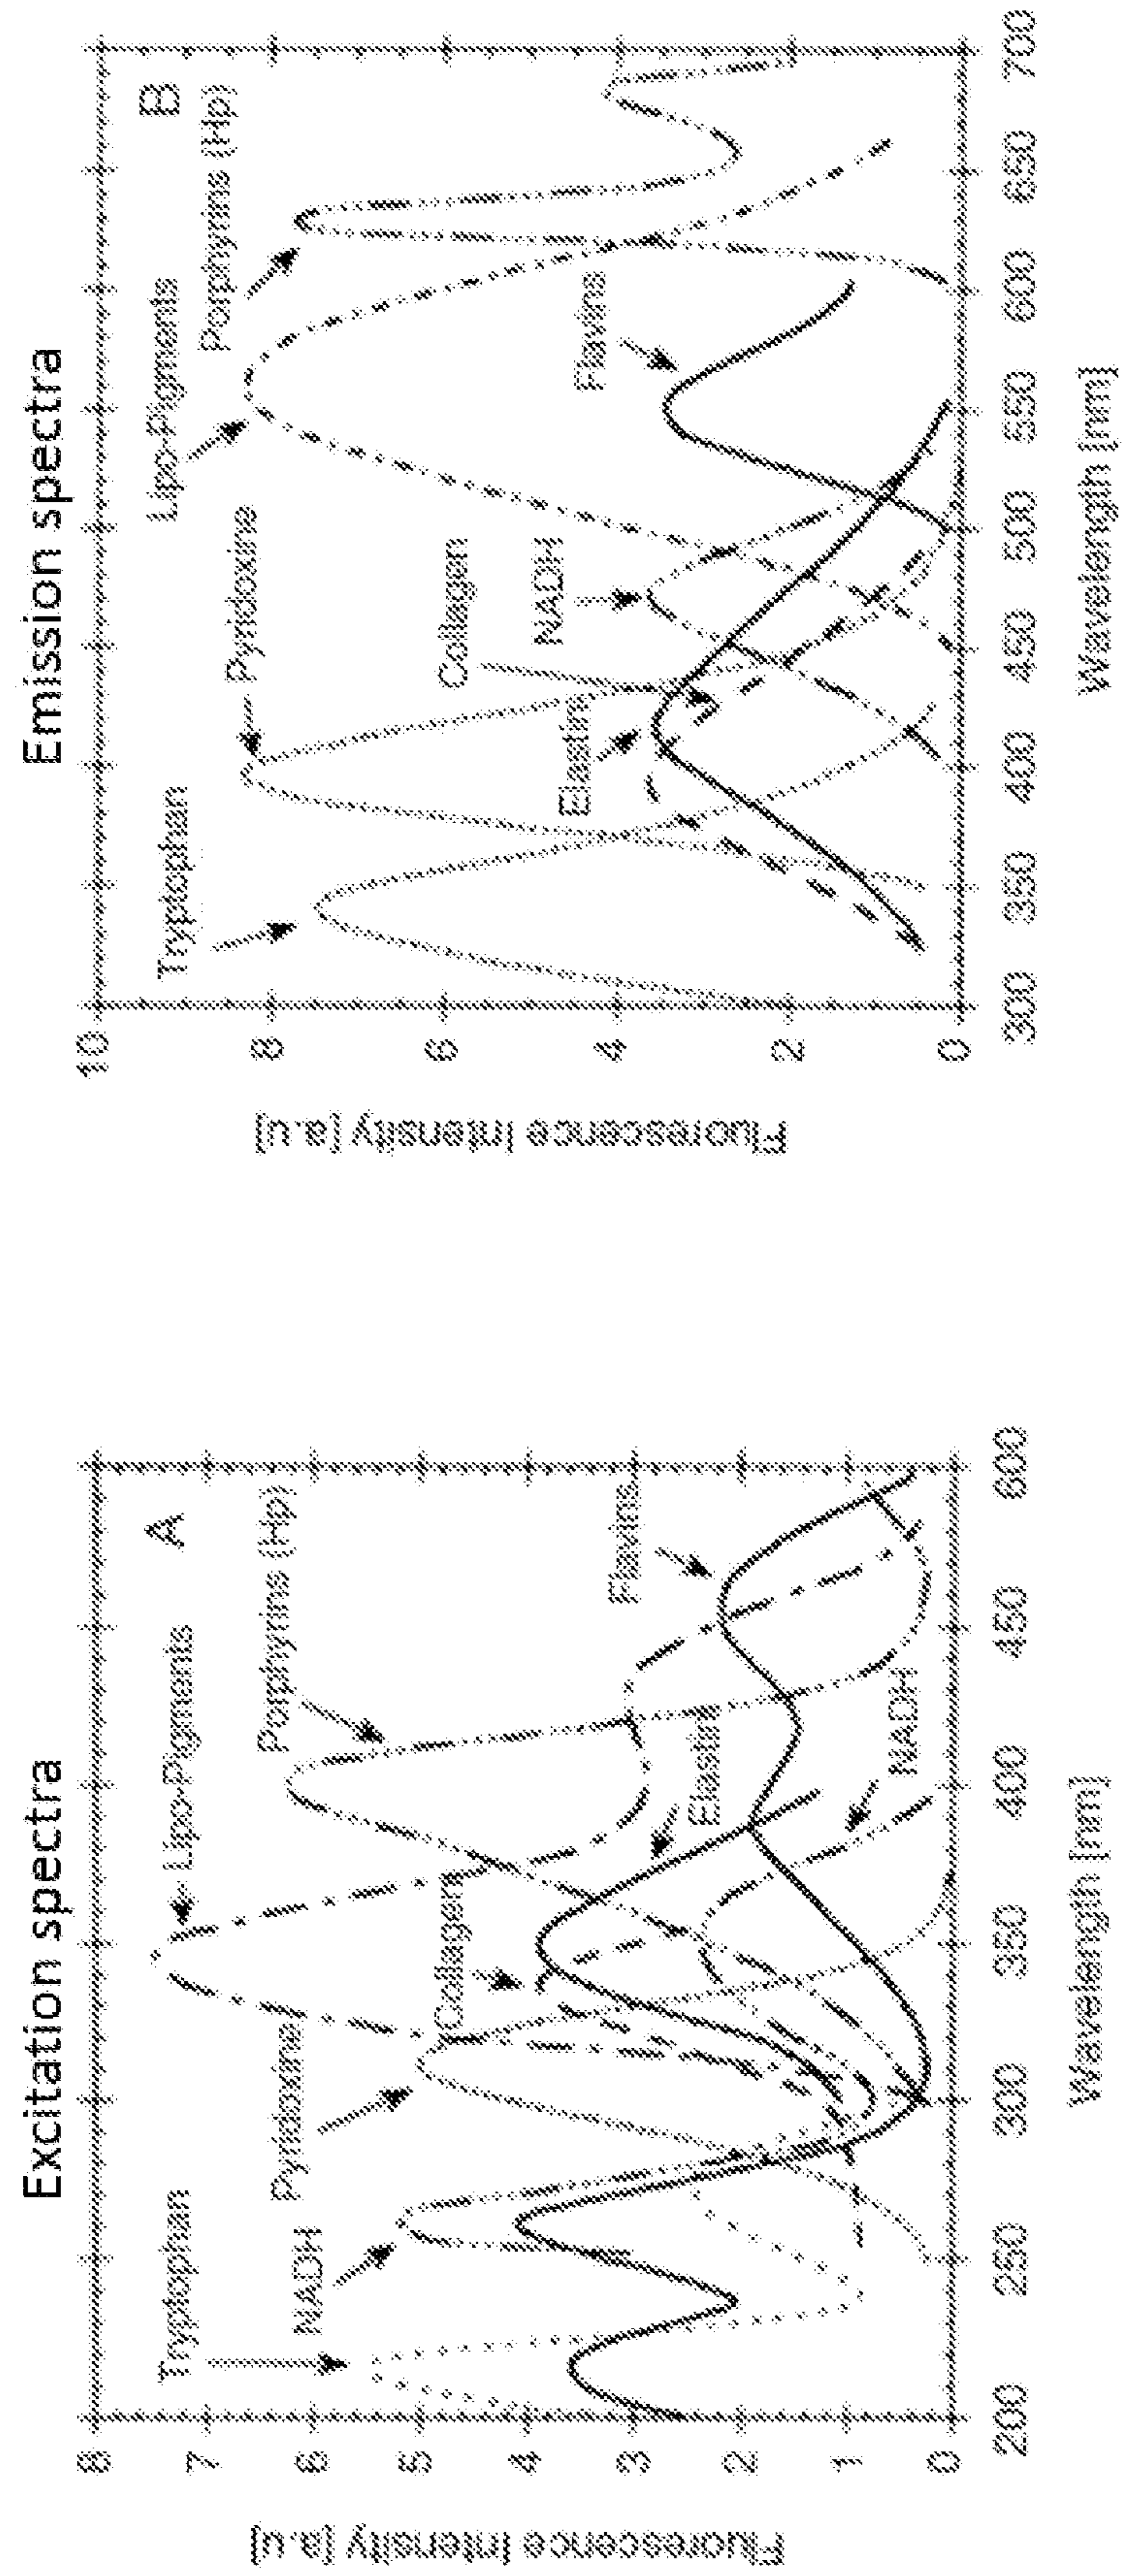 Excitation spectra
A
Tryptophan
NADH
Pyridoxine
Lipo-Pigments
Porphyrins (Hp)
Collagen
Elastin
NADH
Flavins
Fluorescence Intensity [a.u]
8
7
6
5
4
3
2
1
0
200
250
300
350
400
450
600
Wavelength [nm]
Emission spectra
B
Tryptophan
Pyridoxine
Lipo-Pigments
Porphyrins (Hp)
Collagen
NADH
Elastin
Flavins
Fluorescence Intensity [a.u]
10
8
6
4
2
0
300
350
400
450
500
550
600
650
700
Wavelength [nm]